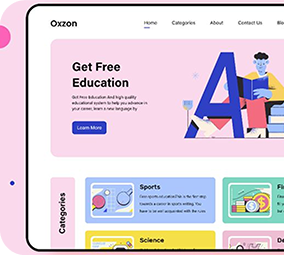 Oxzon
Home Categories About Contact Us Blo
Get Free
Education
Get Free Education And high-quality
educational system to help you advance in
your career, learn a new language by
Learn More
A
Categories
Sports
Fi
Science
De